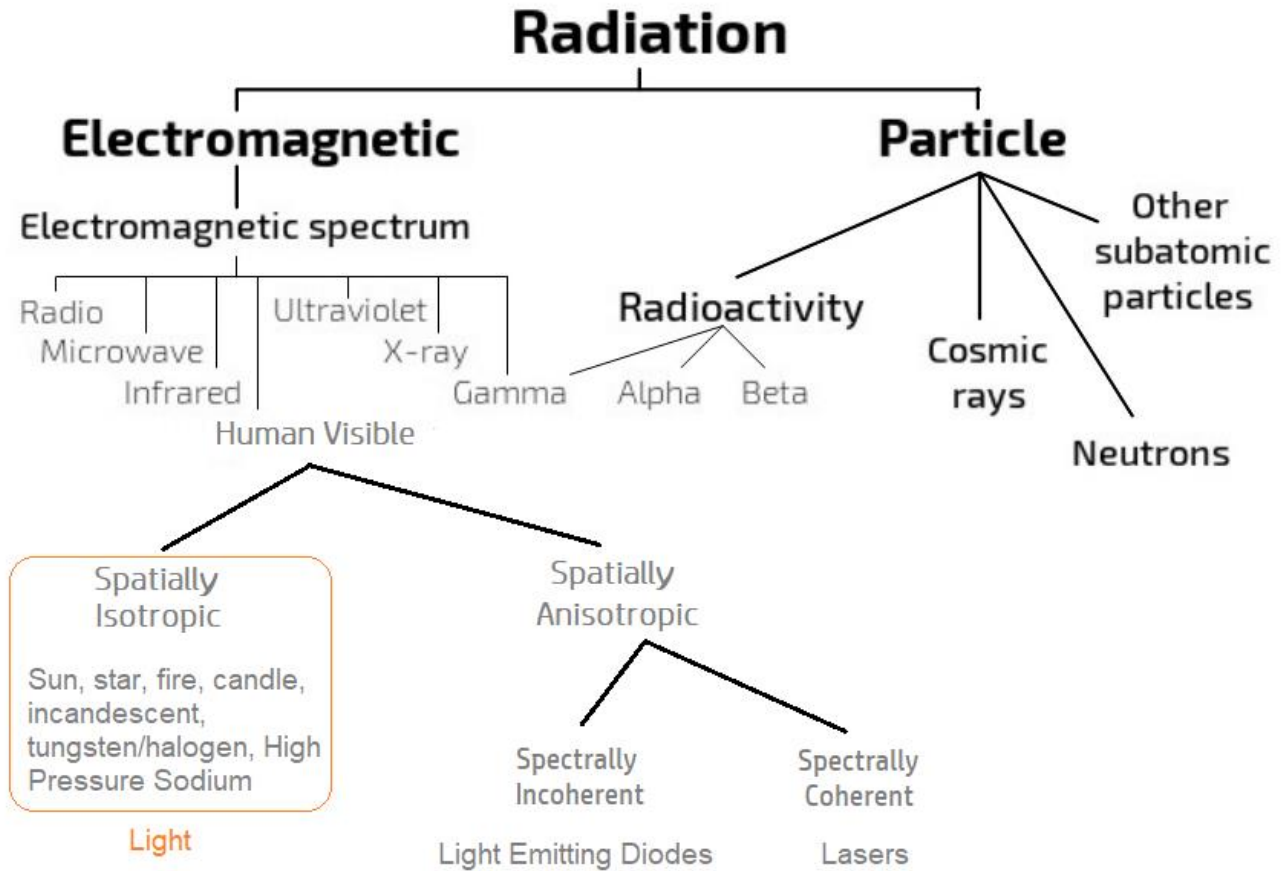 Radiation
Electromagnetic
Particle
Electromagnetic spectrum
Radio
Microwave
Infrared
Human Visible
Ultraviolet
X-ray
Gamma
Radioactivity
Alpha
Beta
Cosmic
rays
Neutrons
Other
subatomic
particles
Spatially
Isotropic
Sun, star, fire, candle,
incandescent,
tungsten/halogen, High
Pressure Sodium
Light
Spatially
Anisotropic
Spectrally
Incoherent
Light Emitting Diodes
Spectrally
Coherent
Lasers